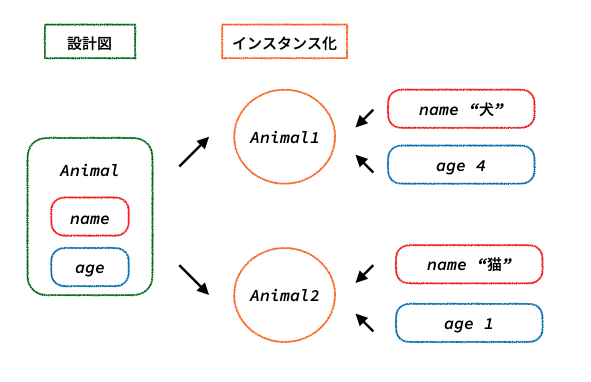 設計図
インスタンス化
Animal
name
age
Animal1
name “犬”
age 4
Animal2
name “猫”
age 1